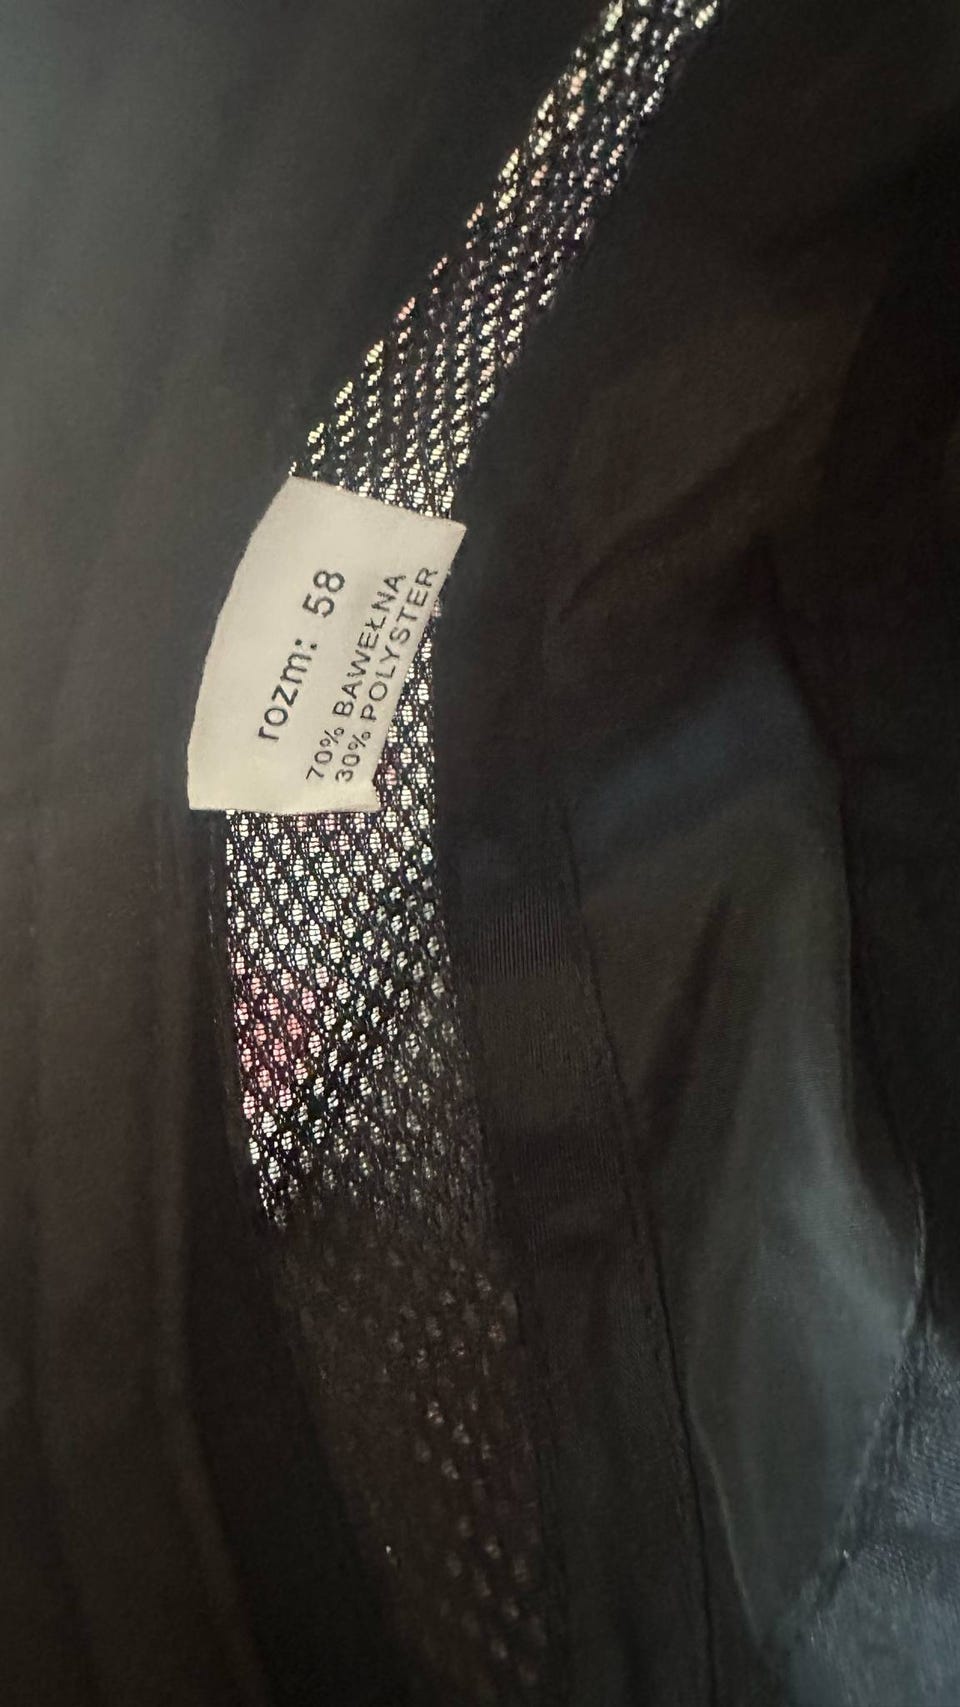 rozm: 58
70% BAWEŁNA
30% POLYSTER